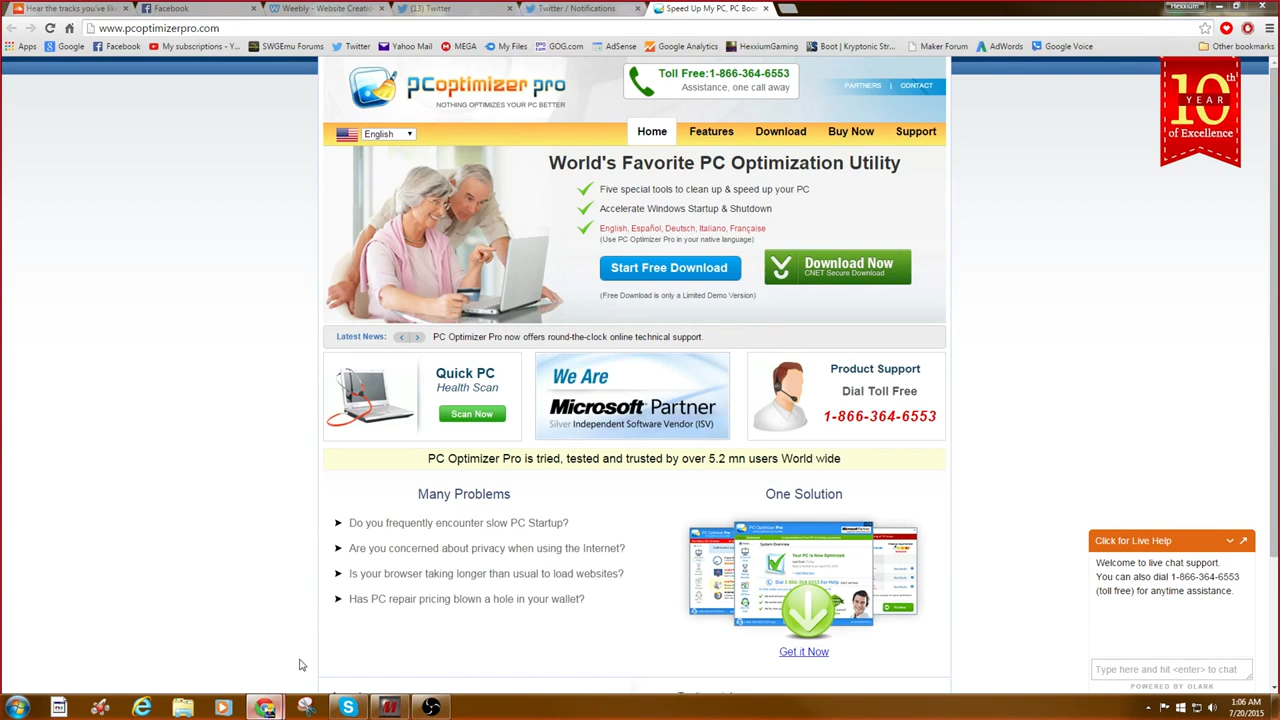 Hear the tracks you've like
Facebook
Weebly - Website Creatio
(13) Twitter
Twitter / Notifications
Speed Up My PC, PC Boo
Hexxium
www.pcoptimizerpro.com
Apps
Google
Facebook
My subscriptions - Y...
SWGEmu Forums
Twitter
Yahoo Mail
MEGA
My Files
GOG.com
AdSense
Google Analytics
HexxiumGaming
Boot | Kryptonic Str...
Maker Forum
AdWords
Google Voice
Other bookmarks
PCoptimizer pro
NOTHING OPTIMIZES YOUR PC BETTER
Toll Free:1-866-364-6553
Assistance, one call away
PARTNERS | CONTACT
10th
YEAR
of Excellence
English
Home
Features
Download
Buy Now
Support
World's Favorite PC Optimization Utility
Five special tools to clean up & speed up your PC
Accelerate Windows Startup & Shutdown
English, Español, Deutsch, Italiano, Française
(Use PC Optimizer Pro in your native language)
Start Free Download
Download Now
CNET Secure Download
(Free Download is only a Limited Demo Version)
Latest News:
PC Optimizer Pro now offers round-the-clock online technical support.
Quick PC
Health Scan
Scan Now
We Are
Microsoft Partner
Silver Independent Software Vendor (ISV)
Product Support
Dial Toll Free
1-866-364-6553
PC Optimizer Pro is tried, tested and trusted by over 5.2 mn users World wide
Many Problems
Do you frequently encounter slow PC Startup?
Are you concerned about privacy when using the Internet?
Is your browser taking longer than usual to load websites?
Has PC repair pricing blown a hole in your wallet?
One Solution
Your PC is Now Optimized
Get it Now
Click for Live Help
Welcome to live chat support.
You can also dial 1-866-364-6553
(toll free) for anytime assistance.
Type here and hit <enter> to chat
POWERED BY OLARK
1:06 AM
7/20/2015